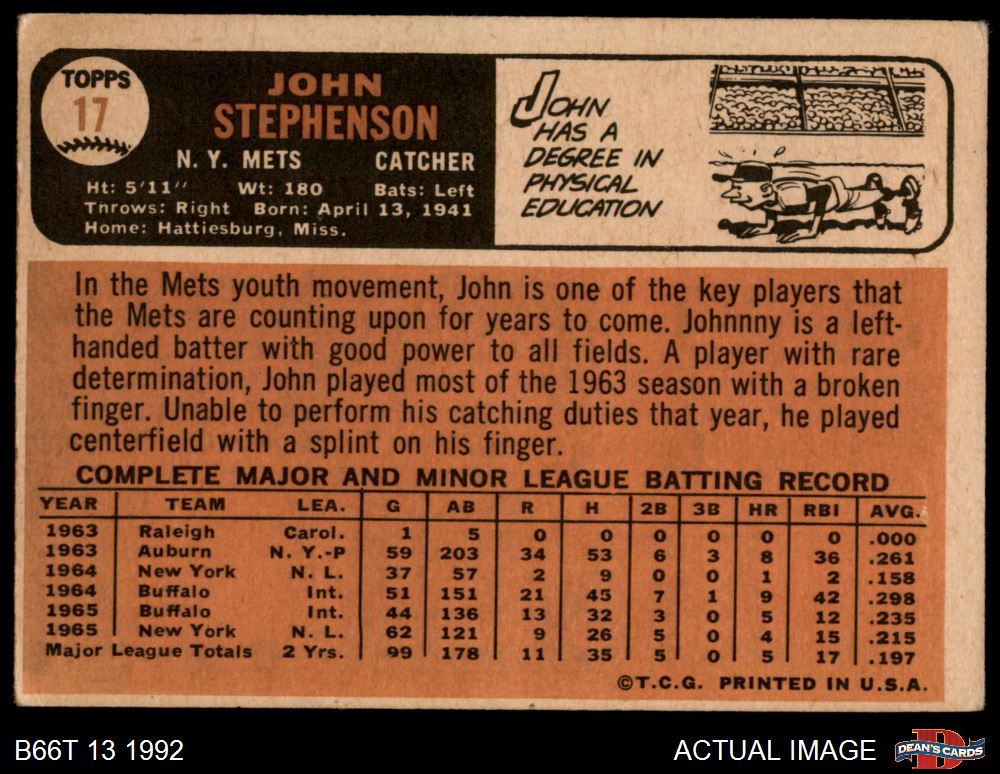 TOPPS
17
JOHN
STEPHENSON
N. Y. METS CATCHER
Ht: 5'11" Wt: 180 Bats: Left
Throws: Right Born: April 13, 1941
Home: Hattiesburg, Miss.
JOHN
HAS A
DEGREE IN
PHYSICAL
EDUCATION
In the Mets youth movement, John is one of the key players that
the Mets are counting upon for years to come. Johnnny is a left-
handed batter with good power to all fields. A player with rare
determination, John played most of the 1963 season with a broken
finger. Unable to perform his catching duties that year, he played
centerfield with a splint on his finger.
COMPLETE MAJOR AND MINOR LEAGUE BATTING RECORD
YEAR TEAM LEA. G AB R H 2B 3B HR RBI AVG.
1963 Raleigh Carol. 1 5 0 0 0 0 0 0 .000
1963 Auburn N. Y.-P 59 203 34 53 6 3 8 36 .261
1964 New York N. L. 37 57 2 9 0 0 1 2 .158
1964 Buffalo Int. 51 151 21 45 7 1 9 42 .298
1965 Buffalo Int. 44 136 13 32 3 0 5 12 .235
1965 New York N. L. 62 121 9 26 5 0 4 15 .215
Major League Totals 2 Yrs. 99 178 11 35 5 0 5 17 .197
©T.C.G. PRINTED IN U.S.A.
B66T 13 1992 ACTUAL IMAGE DEAN'S CARDS